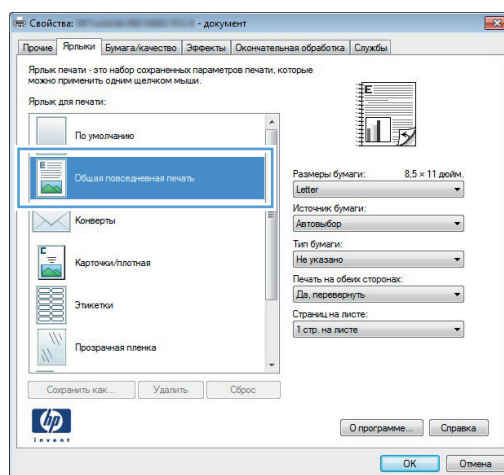 Свойства: - документ
Прочие Ярлыки Бумага/качество Эффекты Окончательная обработка Службы
Ярлык печати - это набор сохраненных параметров печати, которые
можно применить одним щелчком мыши.
Ярлык для печати:
По умолчанию
Общая повседневная печать
Конверты
Карточки/плотная
Этикетки
Прозрачная пленка
Сохранить как... Удалить Сброс
E
Размеры бумаги: 8,5 × 11 дюйм.
Letter
Источник бумаги:
Автовыбор
Тип бумаги:
Не указано
Печать на обеих сторонах:
Да, перевернуть
Страниц на листе:
1 стр. на листе
hp
invent
О программе... Справка
OK Отмена